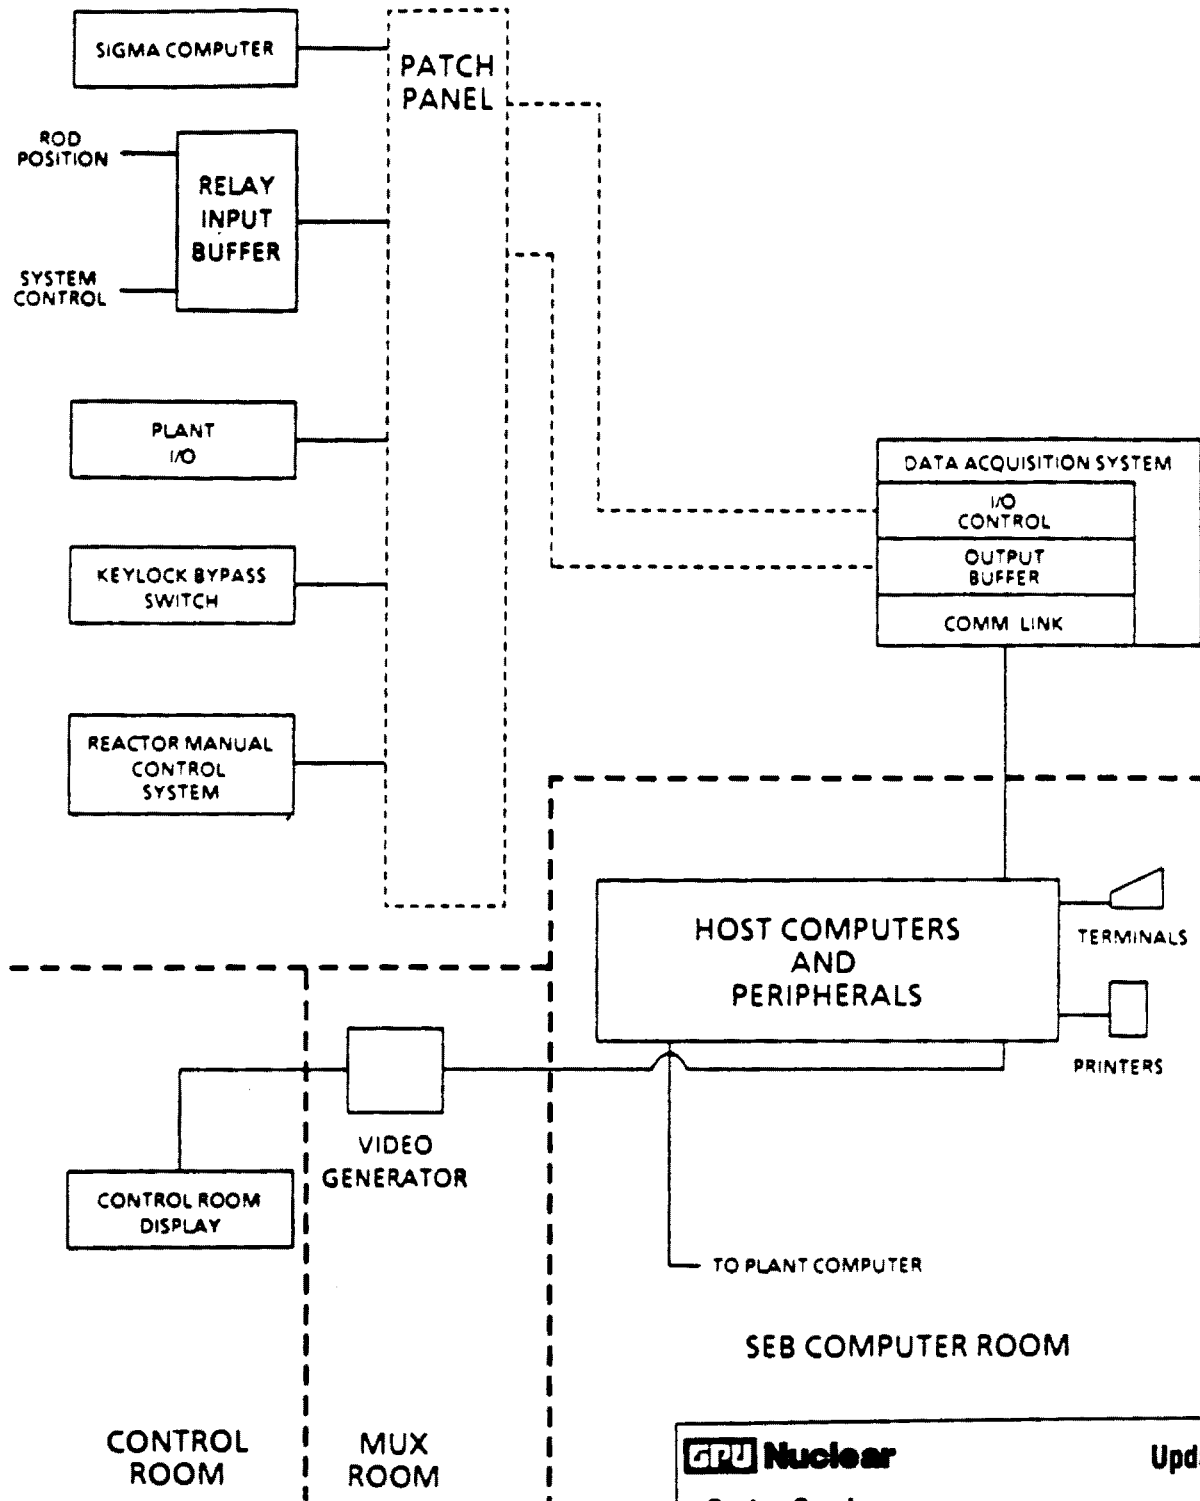 SIGMA COMPUTER
PATCH
PANEL
ROD
POSITION
RELAY
INPUT
BUFFER
SYSTEM
CONTROL
PLANT
I/O
DATA ACQUISITION SYSTEM
I/O
CONTROL
OUTPUT
BUFFER
COMM LINK
KEYLOCK BYPASS
SWITCH
REACTOR MANUAL
CONTROL
SYSTEM
HOST COMPUTERS
AND
PERIPHERALS
TERMINALS
PRINTERS
VIDEO
GENERATOR
CONTROL ROOM
DISPLAY
TO PLANT COMPUTER
SEB COMPUTER ROOM
CONTROL
ROOM
MUX
ROOM
GPU Nuclear